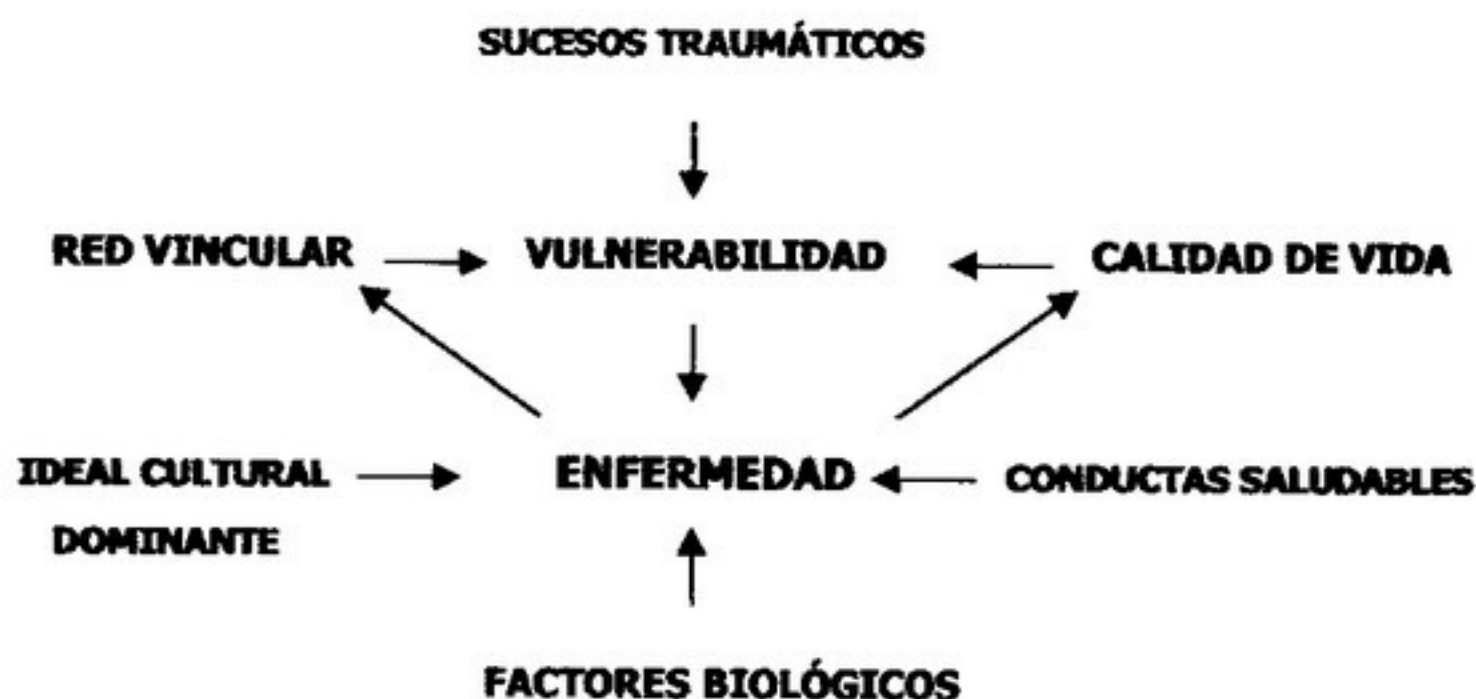 SUCESOS TRAUMÁTICOS
RED VINCULAR
VULNERABILIDAD
CALIDAD DE VIDA
IDEAL CULTURAL
DOMINANTE
ENFERMEDAD
CONDUCTAS SALUDABLES
FACTORES BIOLÓGICOS